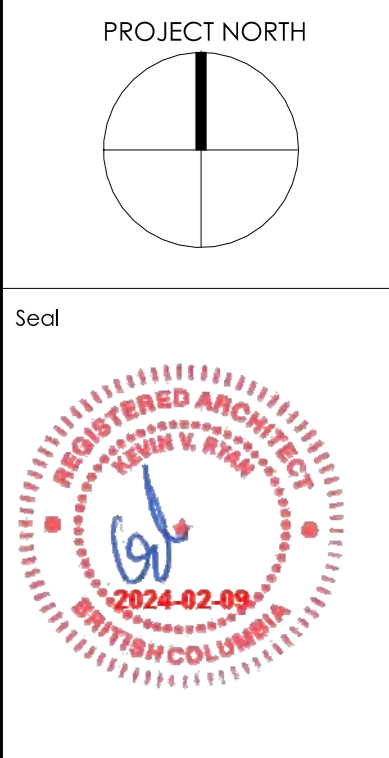 PROJECT NORTH
Seal
REGISTERED ARCHITECT
KEVIN V. RYAN
2024-02-09
BRITISH COLUMBIA